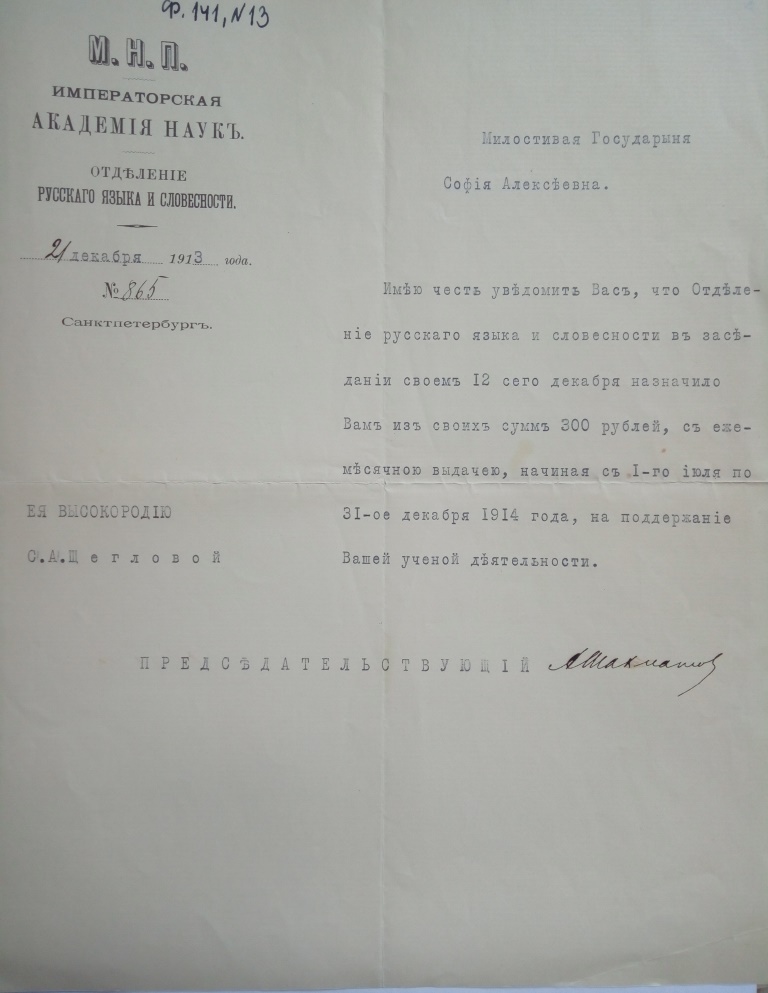 Ф. 141, N 13
М. Н. П.
ИМПЕРАТОРСКАЯ
АКАДЕМІЯ НАУКЪ.
ОТДѢЛЕНІЕ
РУССКАГО ЯЗЫКА И СЛОВЕСНОСТИ.
21 декабря 1913 года.
№ 865
Санктпетербургъ.
Милостивая Государыня
Софія Алексѣевна.
Имѣю честь увѣдомить Васъ, что Отдѣле-
ніе русскаго языка и словесности въ засѣ-
даніи своемъ 12 сего декабря назначило
Вамъ изъ своихъ суммъ 300 рублей, съ еже-
мѣсячною выдачею, начиная съ I-го іюля по
31-ое декабря 1914 года, на поддержаніе
Вашей ученой дѣятельности.
ЕЯ ВЫСОКОРОДІЮ
С.А.Щегловой
ПРЕДСѢДАТЕЛЬСТВУЮЩІЙ АШахматов